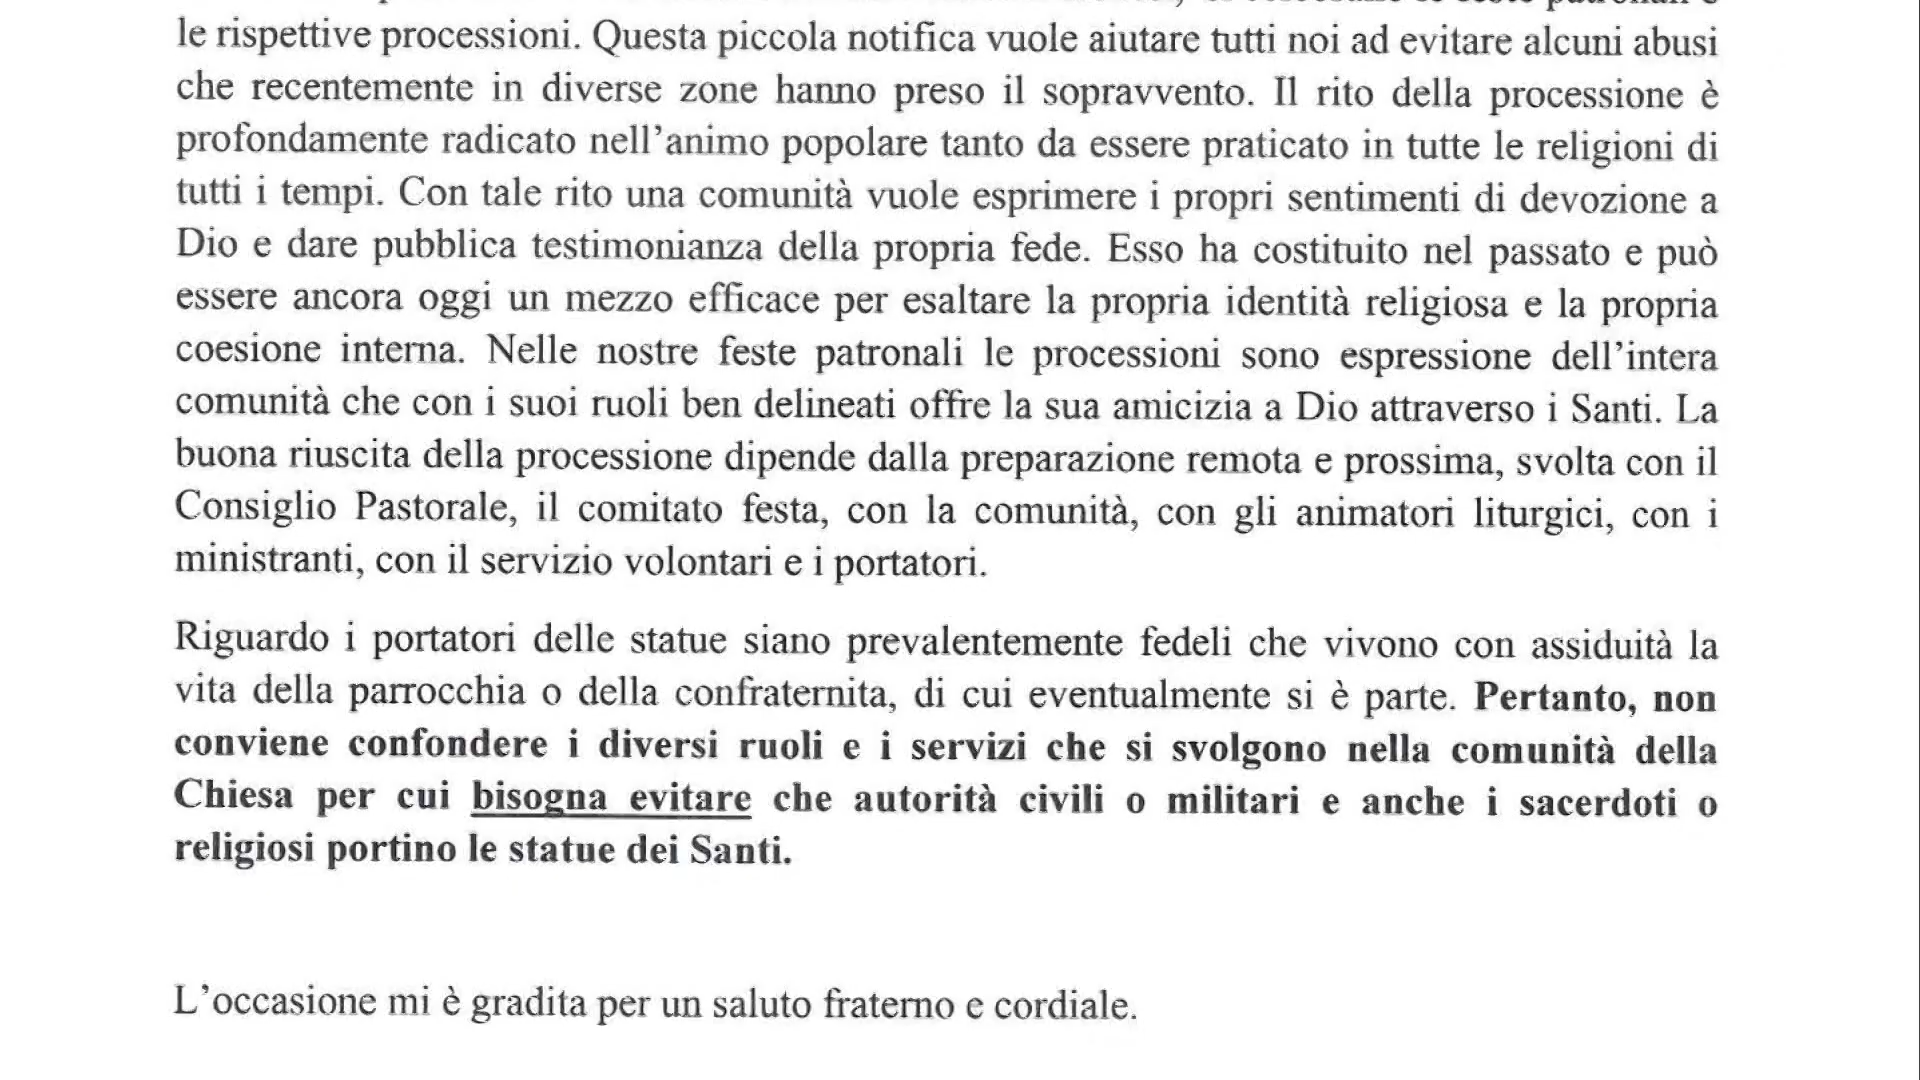 le rispettive processioni. Questa piccola notifica vuole aiutare tutti noi ad evitare alcuni abusi
che recentemente in diverse zone hanno preso il sopravvento. Il rito della processione è
profondamente radicato nell’animo popolare tanto da essere praticato in tutte le religioni di
tutti i tempi. Con tale rito una comunità vuole esprimere i propri sentimenti di devozione a
Dio e dare pubblica testimonianza della propria fede. Esso ha costituito nel passato e può
essere ancora oggi un mezzo efficace per esaltare la propria identità religiosa e la propria
coesione interna. Nelle nostre feste patronali le processioni sono espressione dell’intera
comunità che con i suoi ruoli ben delineati offre la sua amicizia a Dio attraverso i Santi. La
buona riuscita della processione dipende dalla preparazione remota e prossima, svolta con il
Consiglio Pastorale, il comitato festa, con la comunità, con gli animatori liturgici, con i
ministranti, con il servizio volontari e i portatori.
Riguardo i portatori delle statue siano prevalentemente fedeli che vivono con assiduità la
vita della parrocchia o della confraternita, di cui eventualmente si è parte. Pertanto, non
conviene confondere i diversi ruoli e i servizi che si svolgono nella comunità della
Chiesa per cui bisogna evitare che autorità civili o militari e anche i sacerdoti o
religiosi portino le statue dei Santi.
L’occasione mi è gradita per un saluto fraterno e cordiale.